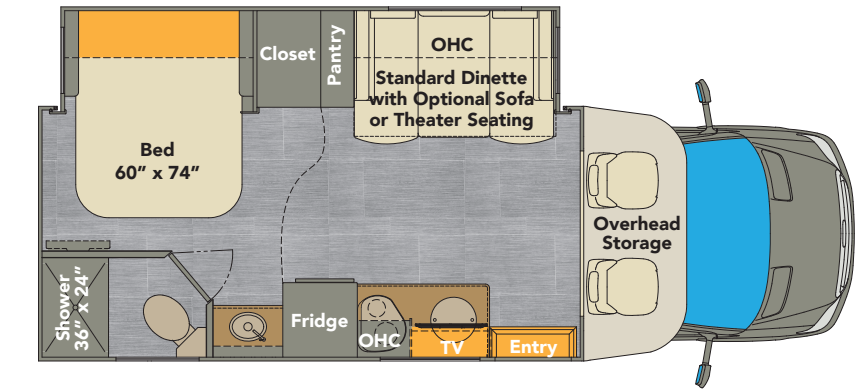 Closet
Pantry
OHC
Standard Dinette
with Optional Sofa
or Theater Seating
Bed
60” x 74”
Overhead
Storage
Shower
36” x 24”
Fridge
OHC
TV
Entry